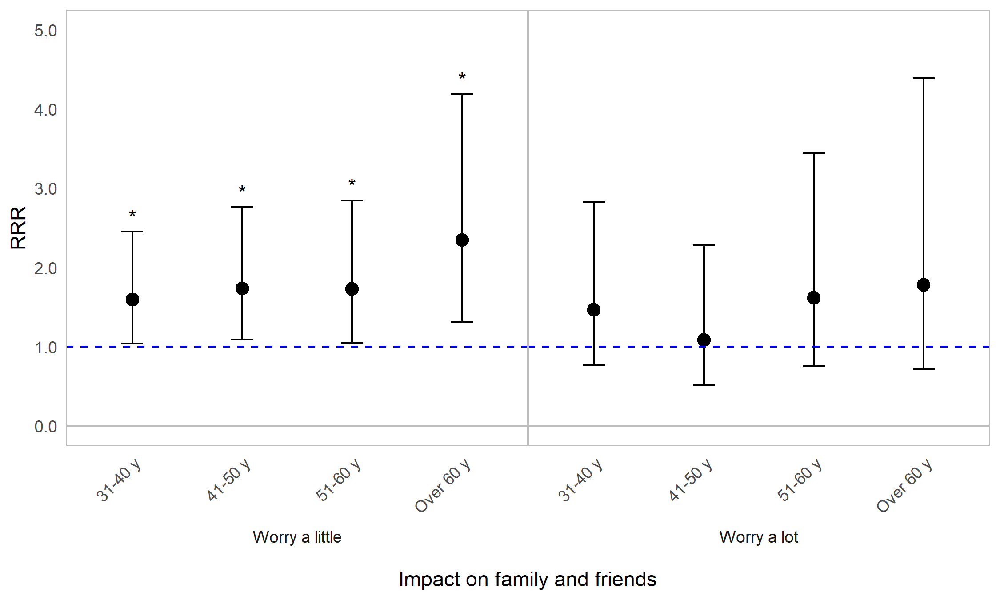 5.0
4.0
3.0
2.0
1.0
0.0
RRR
*
*
*
*
31-40 y
41-50 y
51-60 y
Over 60 y
31-40 y
41-50 y
51-60 y
Over 60 y
Worry a little
Worry a lot
Impact on family and friends